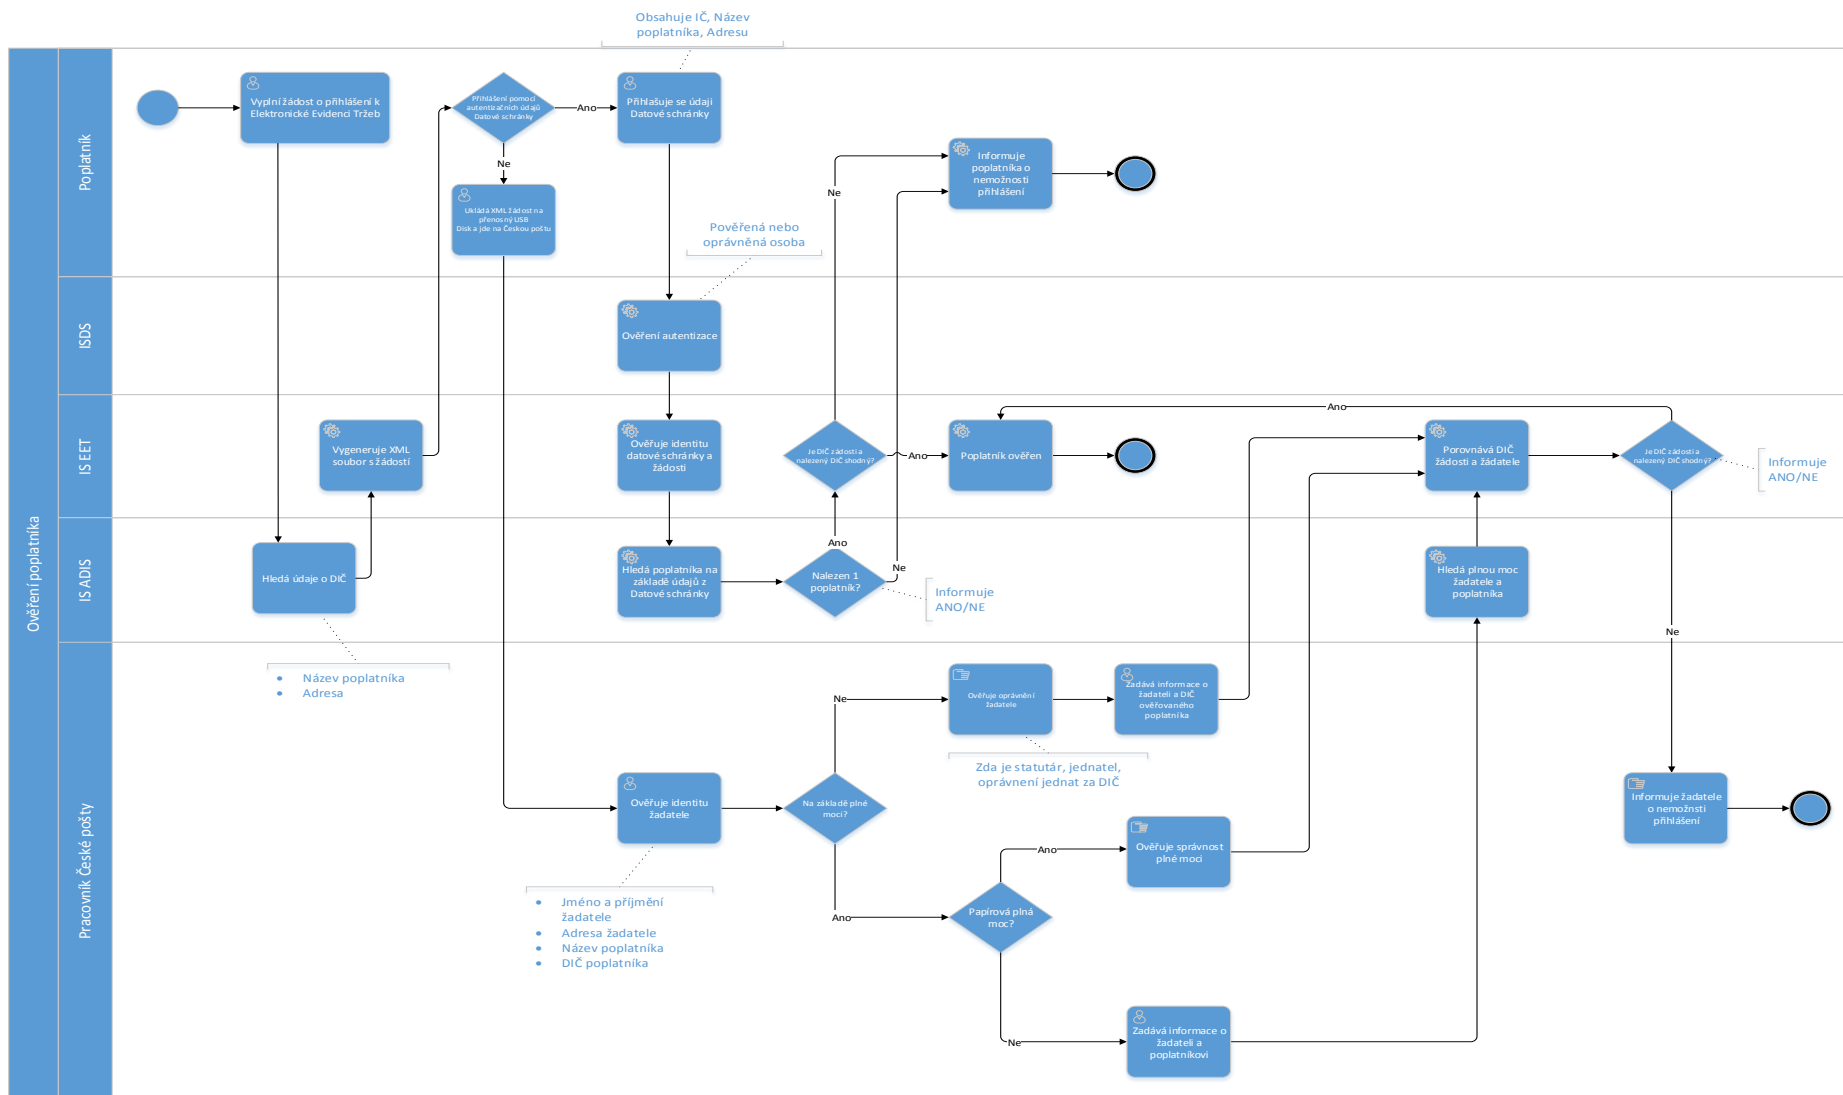 Obsahuje IČ, Název
poplatníka, Adresu
Ověření poplatníka
Poplatník
Vyplní žádost o přihlášení k
Elektronické Evidenci Tržeb
Přihlášení pomocí
autentizačních údajů
Datové schránky
Ano
Přihlašuje se údaji
Datové schránky
Ne
Ukládá XML žádost na
přenosný USB
Disk a jde na Českou poštu
Informuje
poplatníka o
nemožnosti
přihlášení
Ne
Pověřená nebo
oprávněná osoba
ISDS
Ověření autentizace
IS EET
Vygeneruje XML
soubor s žádostí
Ověřuje identitu
datové schránky a
žádosti
Je DIČ žádosti a
nalezený DIČ shodný?
Ano
Poplatník ověřen
Ano
Porovnává DIČ
žádosti a žádatele
Je DIČ žádosti a
nalezený DIČ shodný?
Informuje
ANO/NE
IS ADIS
Hledá údaje o DIČ
Hledá poplatníka na
základě údajů z
Datové schránky
Ano
Nalezen 1
poplatník?
Ne
Informuje
ANO/NE
Hledá plnou moc
žadatele a
poplatníka
Ne
• Název poplatníka
• Adresa
Pracovník České pošty
Ověřuje identitu
žadatele
Na základě plné
moci?
Ne
Ověřuje oprávnění
žadatele
Zadává informace o
žadateli a DIČ
ověřovaného
poplatníka
Zda je statutár, jednatel,
oprávnění jednat za DIČ
Informuje žadatele
o nemožnsti
přihlášení
• Jméno a příjmění
žadatele
• Adresa žadatele
• Název poplatníka
• DIČ poplatníka
Ano
Papírová plná
moc?
Ano
Ověřuje správnost
plné moci
Ne
Zadává informace o
žadateli a
poplatníkovi